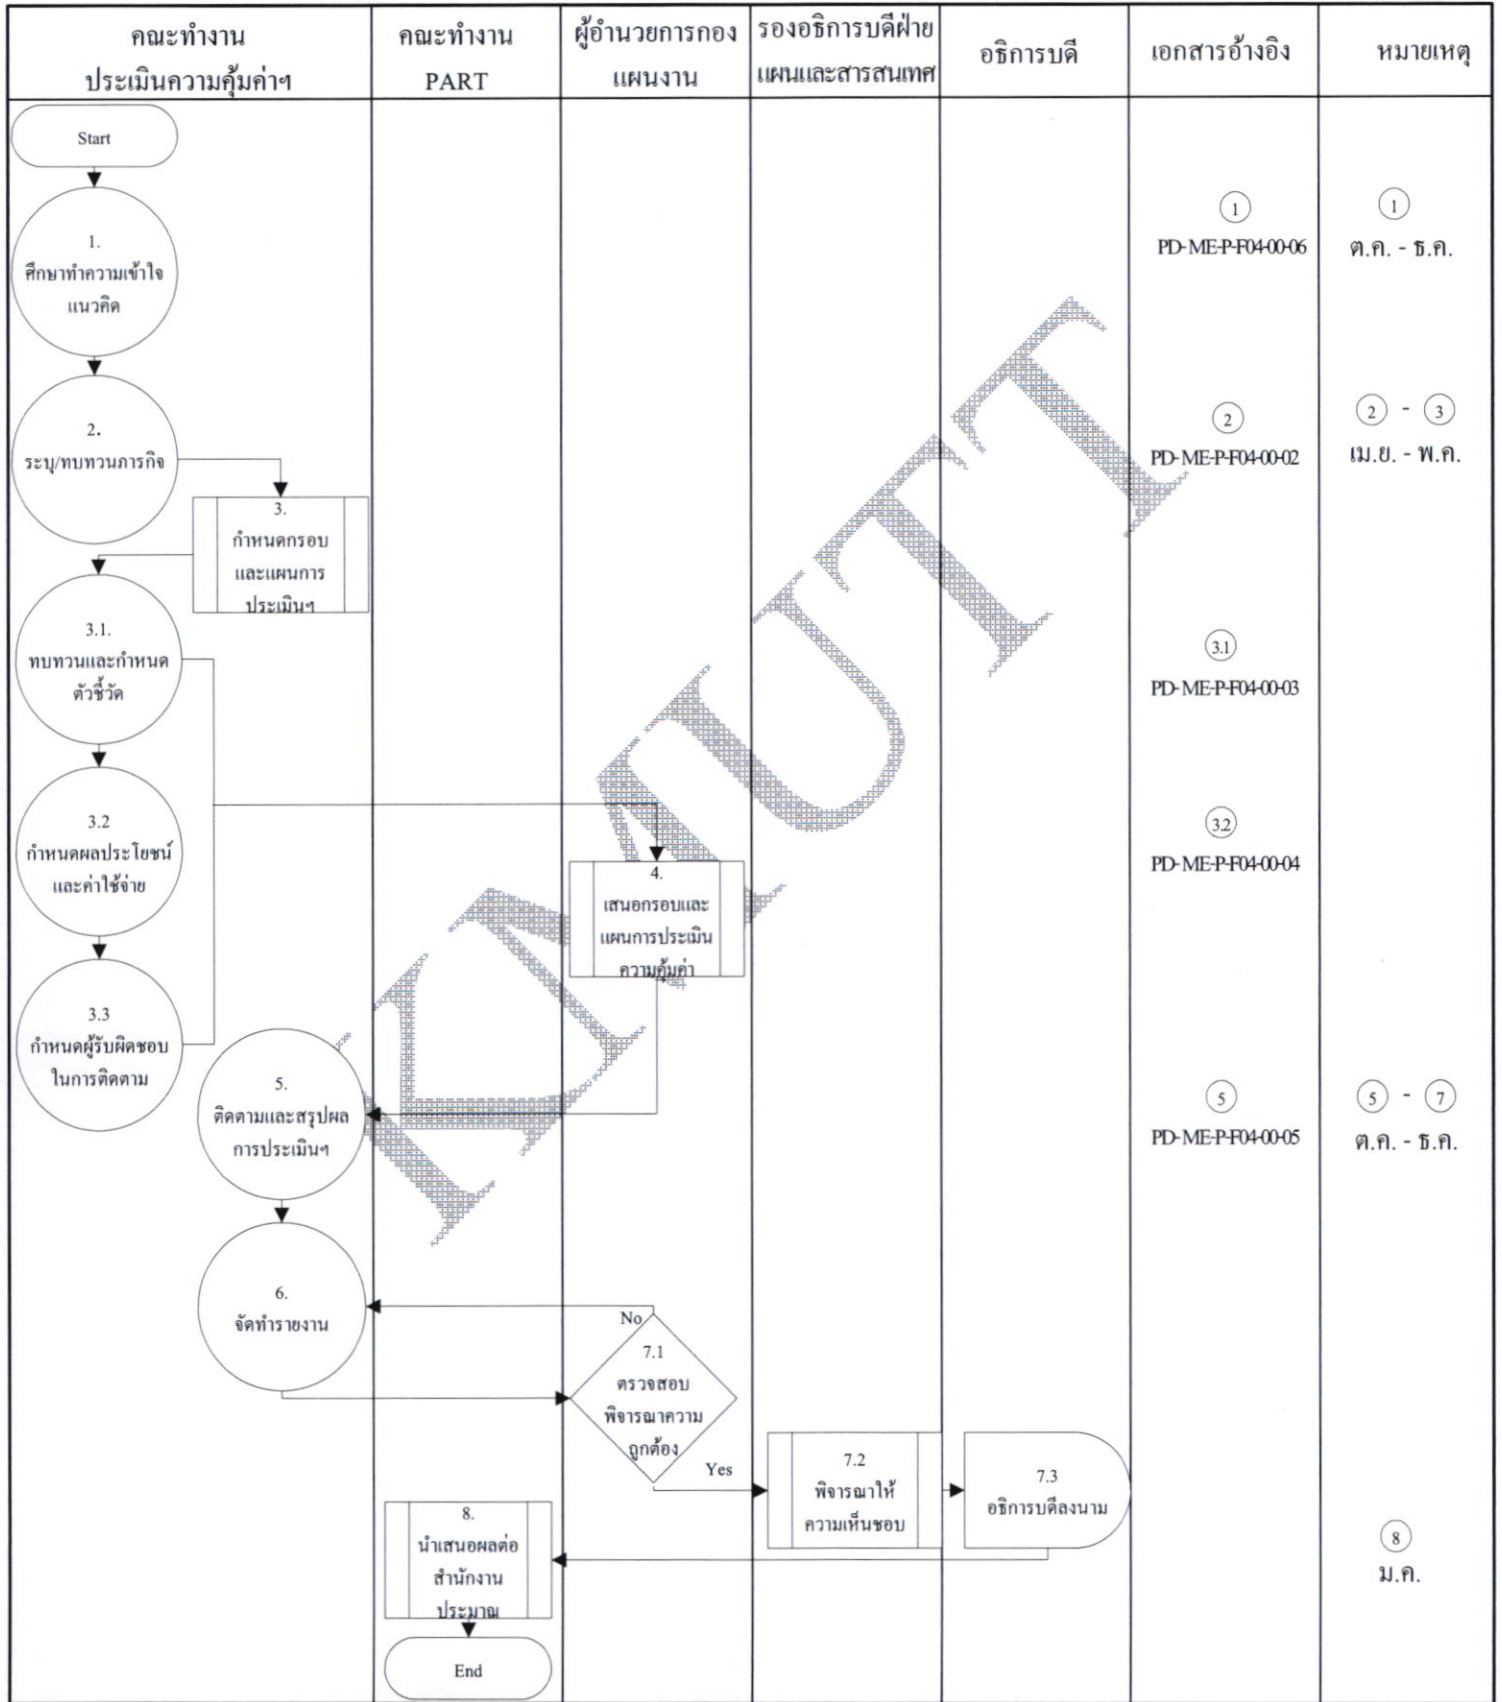 คณะทำงาน
ประเมินความคุ้มค่าฯ
คณะทำงาน
PART
ผู้อำนวยการกอง
แผนงาน
รองอธิการบดีฝ่าย
แผนและสารสนเทศ
อธิการบดี
เอกสารอ้างอิง
หมายเหตุ
Start
1.
ศึกษาทำความเข้าใจ
แนวคิด
1
PD-ME-P-F04-00-06
1
ต.ค. - ธ.ค.
2.
ระบุ/ทบทวนภารกิจ
2
PD-ME-P-F04-00-02
2 - 3
เม.ย. - พ.ค.
3.
กำหนดกรอบ
และแผนการ
ประเมินฯ
3.1.
ทบทวนและกำหนด
ตัวชี้วัด
3.1
PD-ME-P-F04-00-03
3.2
กำหนดผลประโยชน์
และค่าใช้จ่าย
3.2
PD-ME-P-F04-00-04
4.
เสนอกรอบและ
แผนการประเมิน
ความคุ้มค่า
3.3
กำหนดผู้รับผิดชอบ
ในการติดตาม
5.
ติดตามและสรุปผล
การประเมินฯ
5
PD-ME-P-F04-00-05
5 - 7
ต.ค. - ธ.ค.
6.
จัดทำรายงาน
No
7.1
ตรวจสอบ
พิจารณาความ
ถูกต้อง
Yes
7.2
พิจารณาให้
ความเห็นชอบ
7.3
อธิการบดีลงนาม
8.
นำเสนอผลต่อ
สำนักงาน
ประมาณ
8
ม.ค.
End
KMUTT